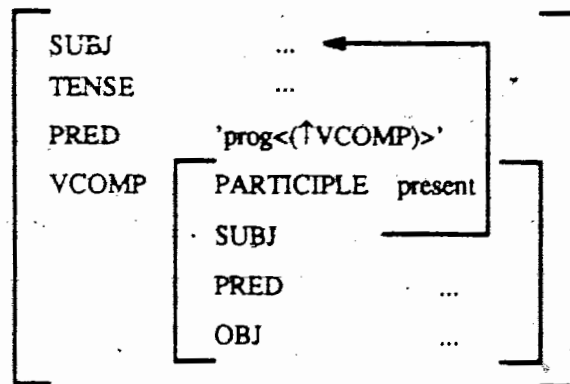 SUBJ ...
TENSE ...
PRED 'prog<(↑VCOMP)>'
VCOMP PARTICIPLE present
SUBJ
PRED ...
OBJ ...